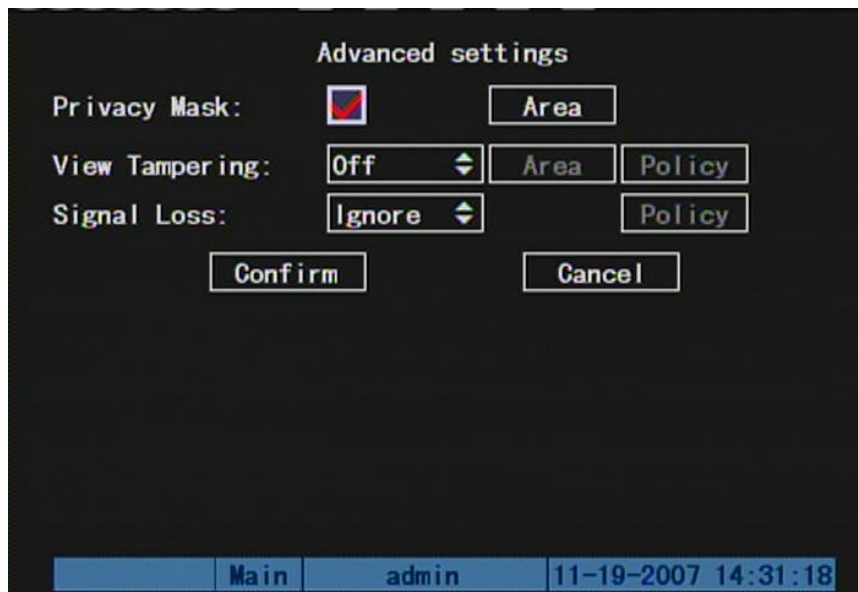 Advanced settings
Privacy Mask: Area
View Tampering: Off Area Policy
Signal Loss: Ignore Policy
Confirm Cancel
Main admin 11-19-2007 14:31:18